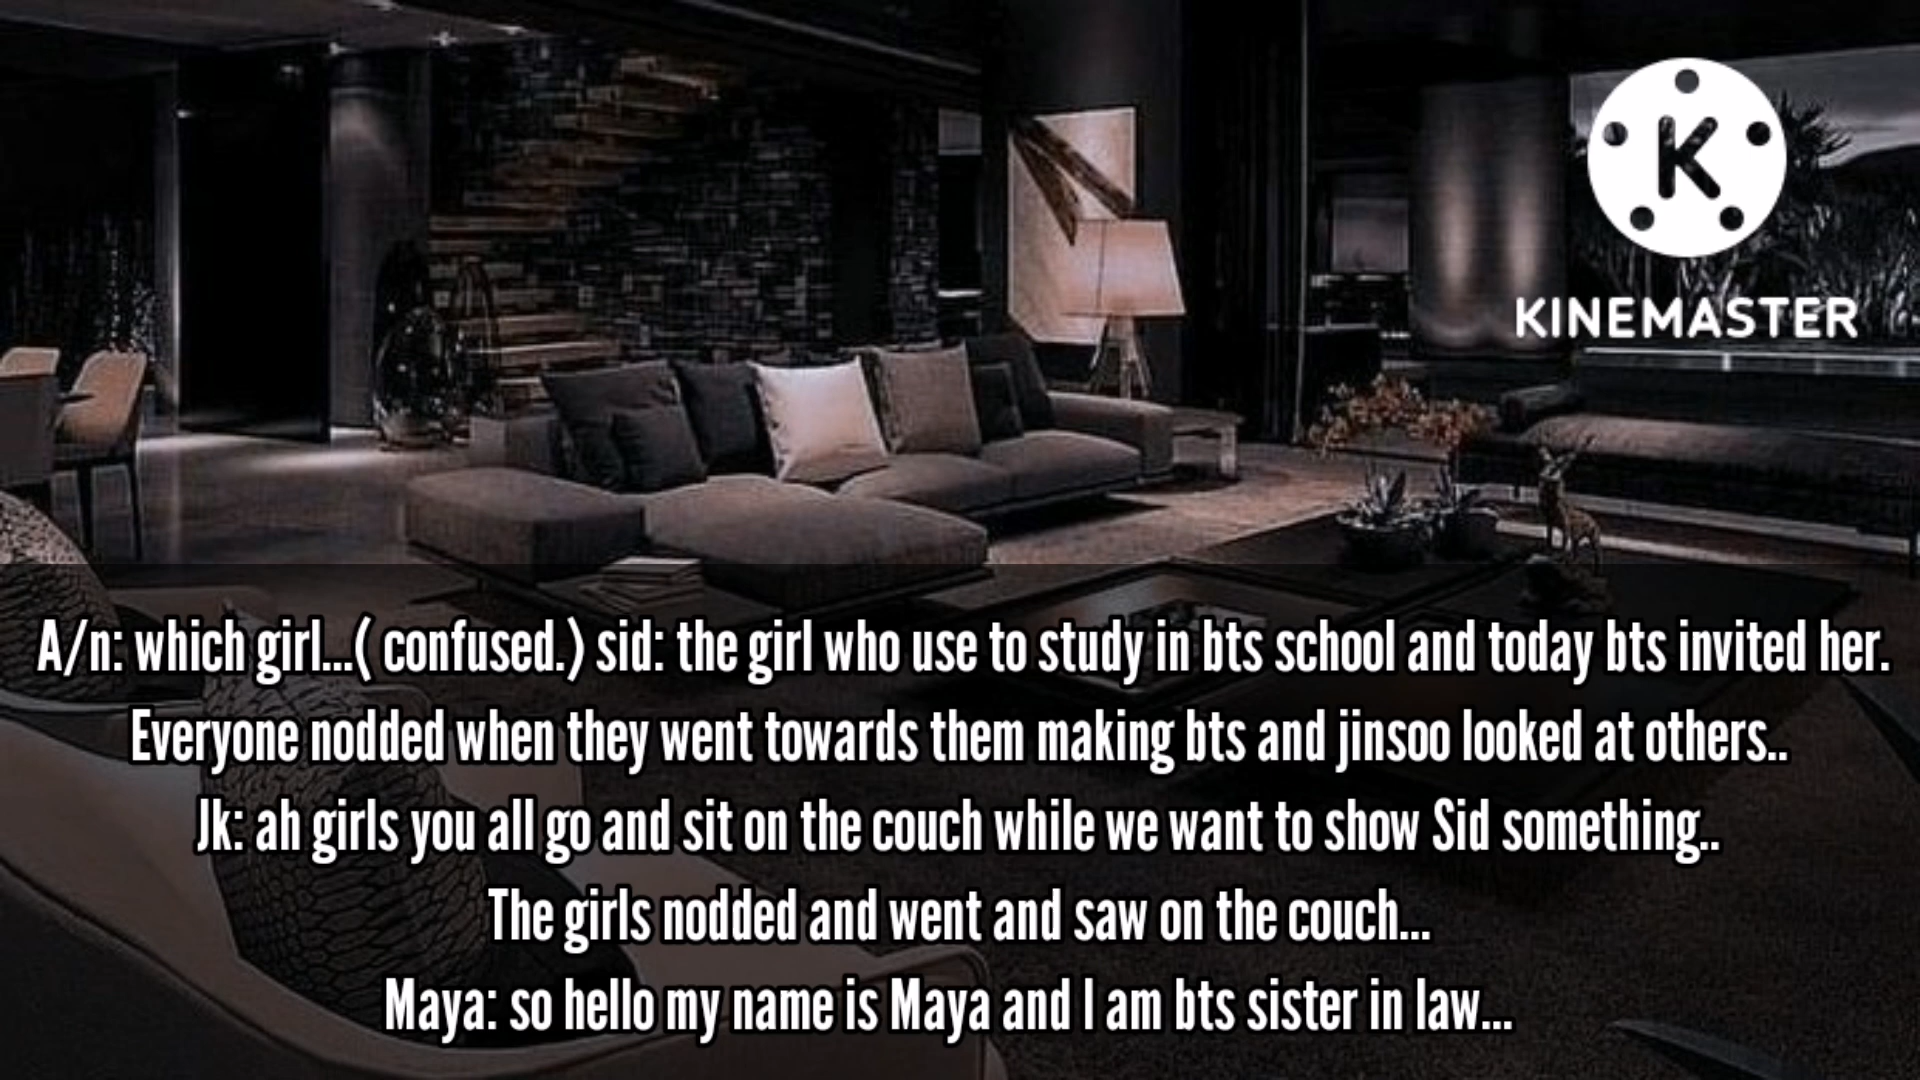 K
KINEMASTER
A/n: which girl...( confused.) sid: the girl who use to study in bts school and today bts invited her.
Everyone nodded when they went towards them making bts and jinsoo looked at others..
Jk: ah girls you all go and sit on the couch while we want to show Sid something..
The girls nodded and went and saw on the couch...
Maya: so hello my name is Maya and I am bts sister in law...